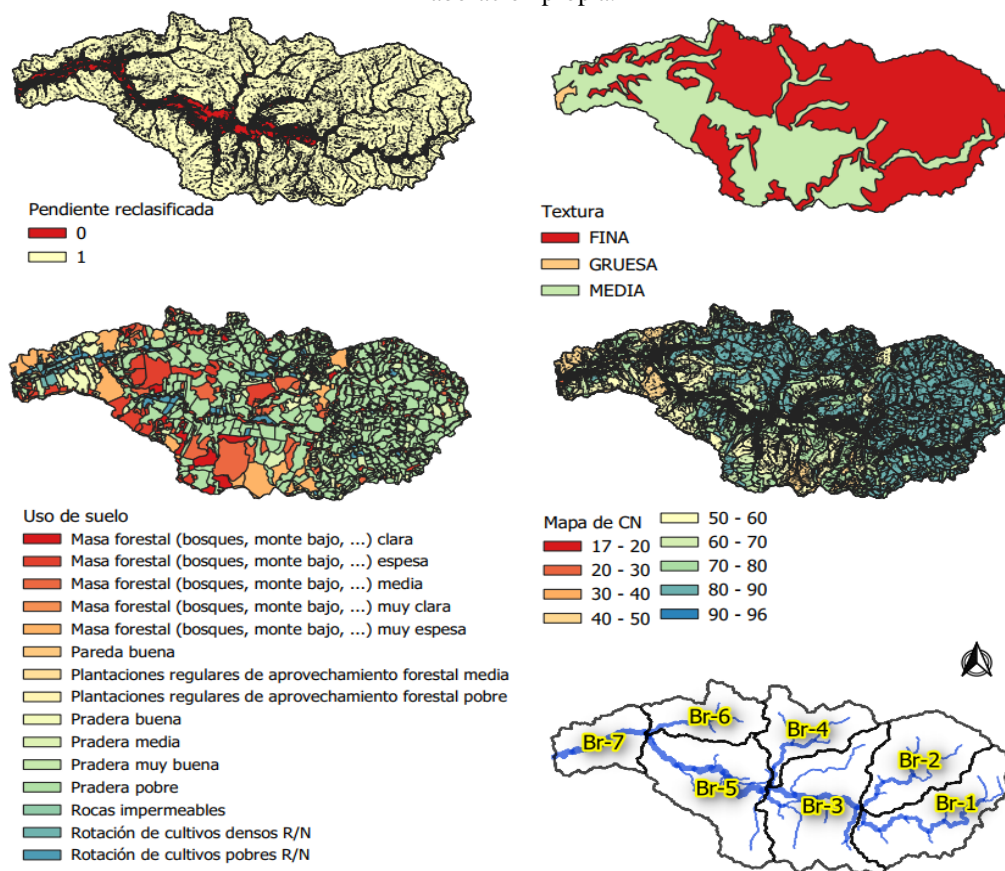 Pendiente reclasificada
0
1
Textura
FINA
GRUESA
MEDIA
Uso de suelo
Masa forestal (bosques, monte bajo, ...) clara
Masa forestal (bosques, monte bajo, ...) espesa
Masa forestal (bosques, monte bajo, ...) media
Masa forestal (bosques, monte bajo, ...) muy clara
Masa forestal (bosques, monte bajo, ...) muy espesa
Pareda buena
Plantaciones regulares de aprovechamiento forestal media
Plantaciones regulares de aprovechamiento forestal pobre
Pradera buena
Pradera media
Pradera muy buena
Pradera pobre
Rocas impermeables
Rotación de cultivos densos R/N
Rotación de cultivos pobres R/N
Mapa de CN
17 - 20
20 - 30
30 - 40
40 - 50
50 - 60
60 - 70
70 - 80
80 - 90
90 - 96
Br-6
Br-4
Br-7
Br-2
Br-5
Br-3
Br-1